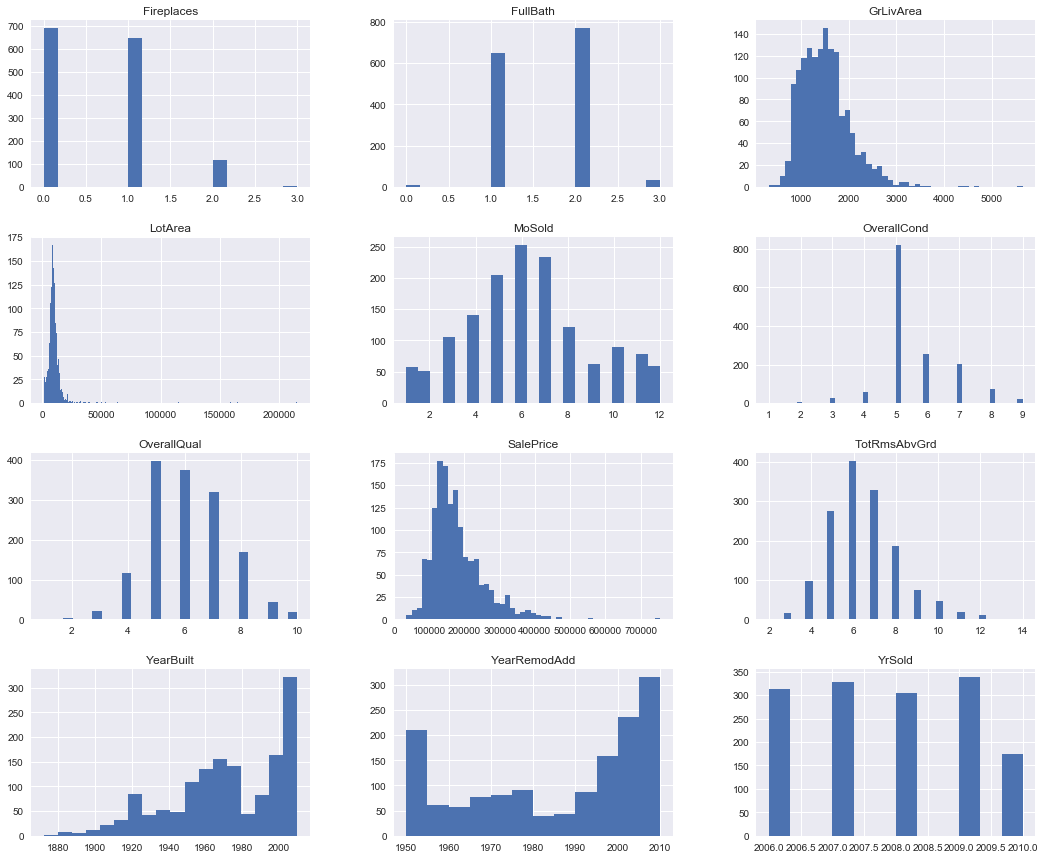 Fireplaces FullBath GrLivArea
700 600 500 400 300 200 100 0
0.0 0.5 1.0 1.5 2.0 2.5 3.0
800 600 400 200 0
0.0 0.5 1.0 1.5 2.0 2.5 3.0
140 120 100 80 60 40 20 0
1000 2000 3000 4000 5000
LotArea MoSold OverallCond
175 150 125 100 75 50 25 0
0 50000 100000 150000 200000
250 200 150 100 50 0
2 4 6 8 10 12
800 600 400 200 0
1 2 3 4 5 6 7 8 9
OverallQual SalePrice TotRmsAbvGrd
400 300 200 100 0
2 4 6 8 10
175 150 125 100 75 50 25 0
0 100000 200000 300000 400000 500000 600000 700000
400 300 200 100 0
2 4 6 8 10 12 14
YearBuilt YearRemodAdd YrSold
300 250 200 150 100 50 0
1880 1900 1920 1940 1960 1980 2000
300 250 200 150 100 50 0
1950 1960 1970 1980 1990 2000 2010
350 300 250 200 150 100 50 0
2006.0 2006.5 2007.0 2007.5 2008.0 2008.5 2009.0 2009.5 2010.0